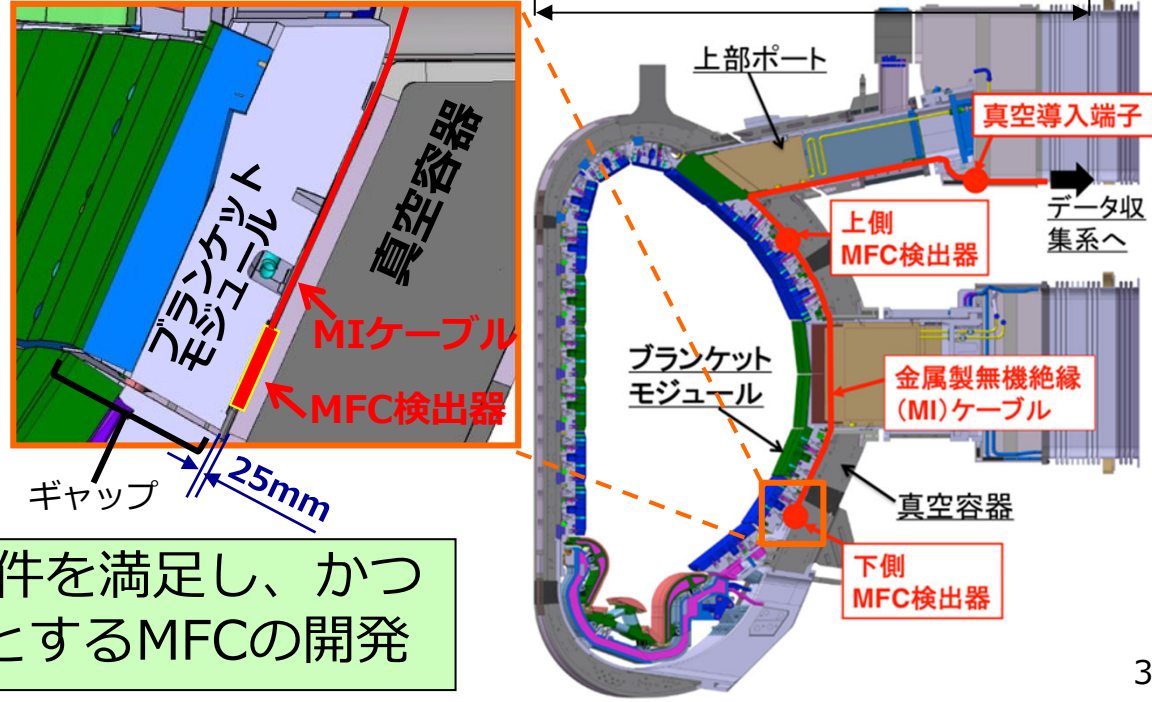 ブランケット
モジュール
真空容器
MIケーブル
MFC検出器
ギャップ
25mm
件を満足し、かつ
とするMFCの開発
上部ポート
真空導入端子
データ収
集系へ
上側
MFC検出器
ブランケット
モジュール
金属製無機絶縁
(MI)ケーブル
真空容器
下側
MFC検出器
3